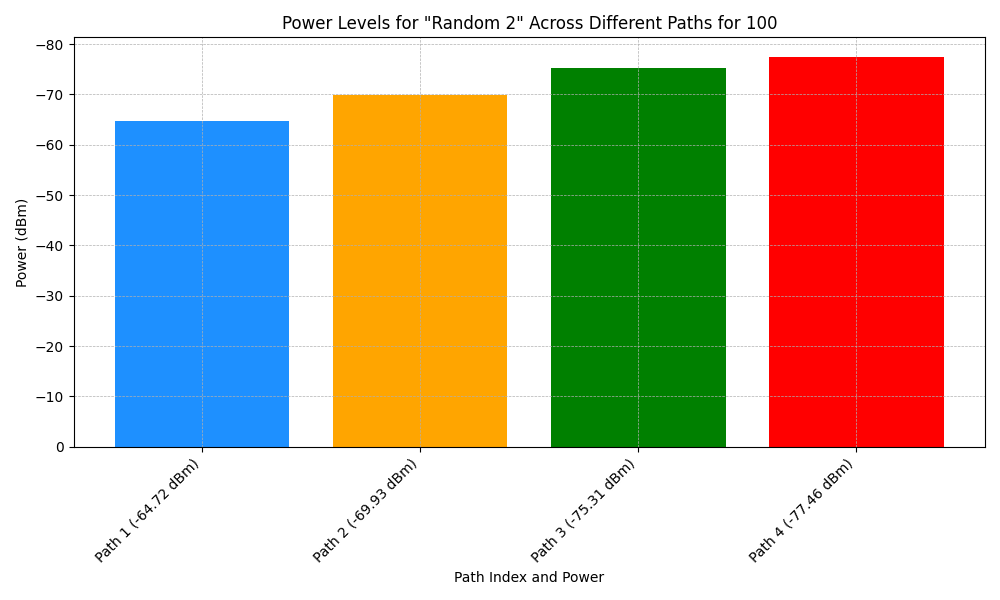 Power Levels for "Random 2" Across Different Paths for 100
Power (dBm)
−80
−70
−60
−50
−40
−30
−20
−10
0
Path 1 (-64.72 dBm)
Path 2 (-69.93 dBm)
Path 3 (-75.31 dBm)
Path 4 (-77.46 dBm)
Path Index and Power